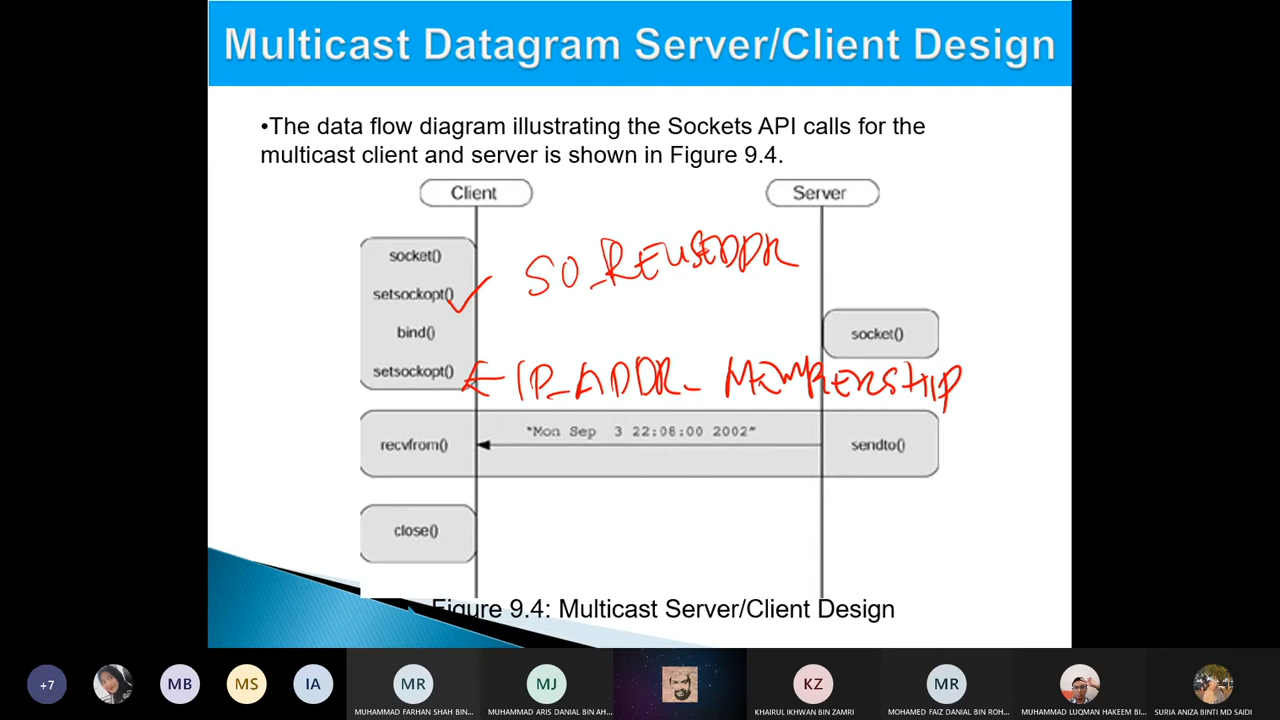 Multicast Datagram Server/Client Design
•The data flow diagram illustrating the Sockets API calls for the
multicast client and server is shown in Figure 9.4.
Client
Server
socket()
SO_REUSEDDR
setsockopt()
bind()
socket()
setsockopt()
IP_ADDR_ MEMBERSHIP
"Mon Sep 3 22:08:00 2002"
recvfrom()
sendto()
close()
Figure 9.4: Multicast Server/Client Design
+7
MB
MS
IA
MR
MJ
KZ
MR
MUHAMMAD FARHAN SHAH BIN...
MUHAMMAD ARIS DANIAL BIN AH...
KHAIRUL IKHWAN BIN ZAMRI
MOHAMED FAIZ DANIAL BIN ROH...
MUHAMMAD LUQMAN HAKEEM BI...
SURIA ANIZA BINTI MD SAIDI